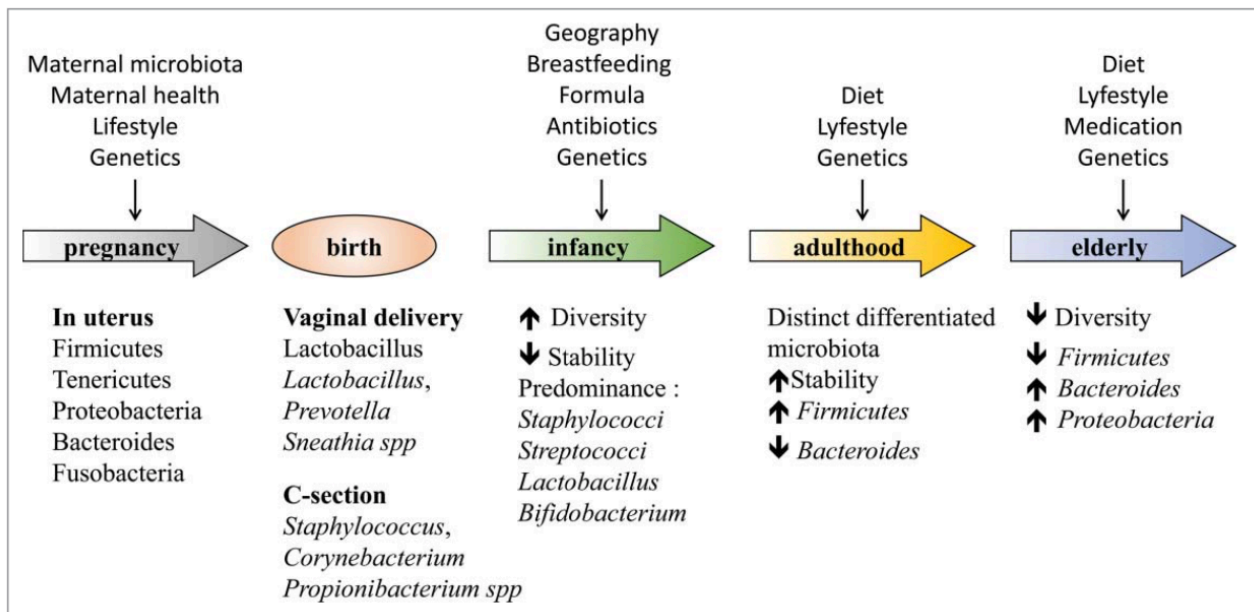 Maternal microbiota
Maternal health
Lifestyle
Genetics
pregnancy
In uterus
Firmicutes
Tenericutes
Proteobacteria
Bacteroides
Fusobacteria
birth
Vaginal delivery
Lactobacillus
Lactobacillus,
Prevotella
Sneathia spp
C-section
Staphylococcus,
Corynebacterium
Propionibacterium spp
Geography
Breastfeeding
Formula
Antibiotics
Genetics
infancy
↑ Diversity
↓ Stability
Predominance :
Staphylococci
Streptococci
Lactobacillus
Bifidobacterium
Diet
Lyfestyle
Genetics
adulthood
Distinct differentiated
microbiota
↑Stability
↑ Firmicutes
↓ Bacteroides
Diet
Lyfestyle
Medication
Genetics
elderly
↓ Diversity
↓ Firmicutes
↑ Bacteroides
↑ Proteobacteria